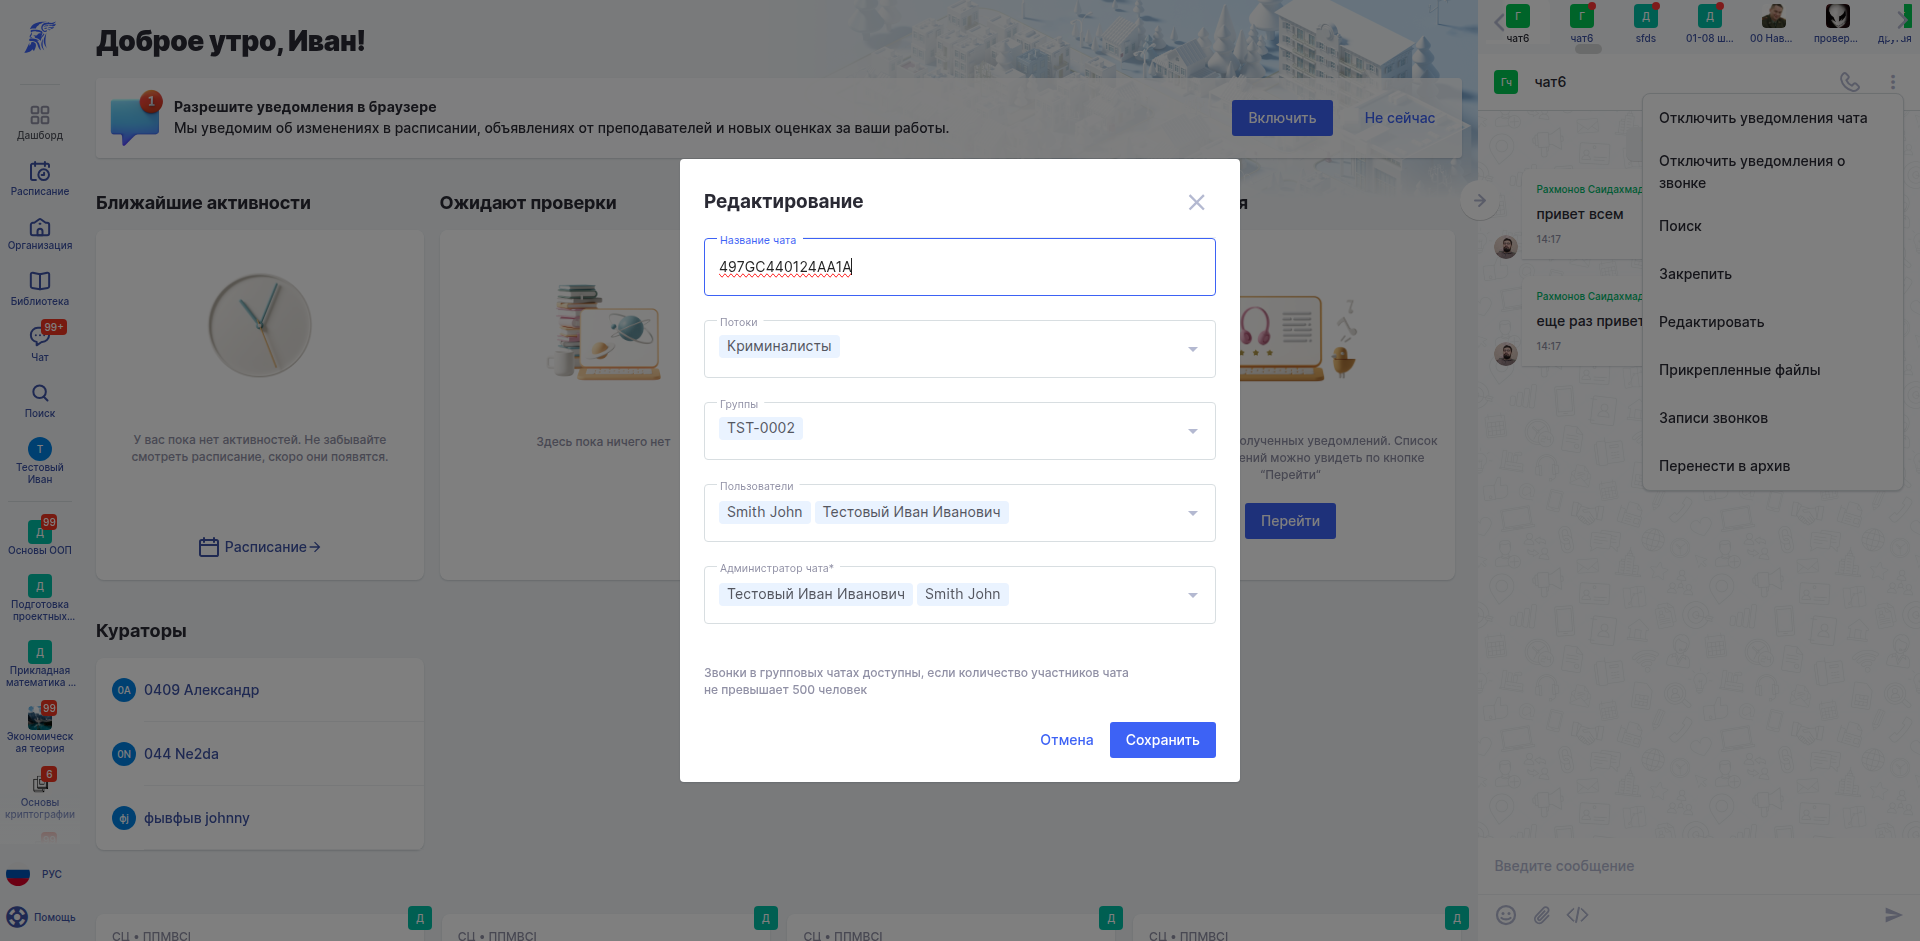 Доброе утро, Иван!
1
Разрешите уведомления в браузере
Мы уведомим об изменениях в расписании, объявлениях от преподавателей и новых оценках за ваши работы.
Включить
Не сейчас
Дашборд
Расписание
Организация
Библиотека
99+
Чат
Поиск
Т
Тестовый
Иван
99
Д
Основы ООП
Д
Подготовка
проектных...
Д
Прикладная
математика ...
99
Экономическ
ая теория
6
Основы
криптографии
РУС
Помощь
Ближайшие активности
У вас пока нет активностей. Не забывайте
смотреть расписание, скоро они появятся.
Расписание
Ожидают проверки
Здесь пока ничего нет
я
олученных уведомлений. Список
ений можно увидеть по кнопке
"Перейти"
Перейти
Кураторы
0A
0409 Александр
0N
044 Ne2da
фj
фывфыв johnny
Д
СЦ • ППМВСІ
Д
СЦ • ППМВСІ
Д
СЦ • ППМВСІ
Д
СЦ • ППМВСІ
Редактирование
Название чата
497GC440124AA1A
Потоки
Криминалисты
Группы
TST-0002
Пользователи
Smith John
Тестовый Иван Иванович
Администратор чата*
Тестовый Иван Иванович
Smith John
Звонки в групповых чатах доступны, если количество участников чата
не превышает 500 человек
Отмена
Сохранить
Г
чат6
Г
чат6
Д
sfds
Д
01-08 ш...
00 Нав...
провер...
Гч
чат6
Отключить уведомления чата
Отключить уведомления о
звонке
Поиск
Закрепить
Редактировать
Прикрепленные файлы
Записи звонков
Перенести в архив
Рахмонов Саидахмад
привет всем
14:17
Рахмонов Саидахмад
еще раз привет
14:17
Введите сообщение